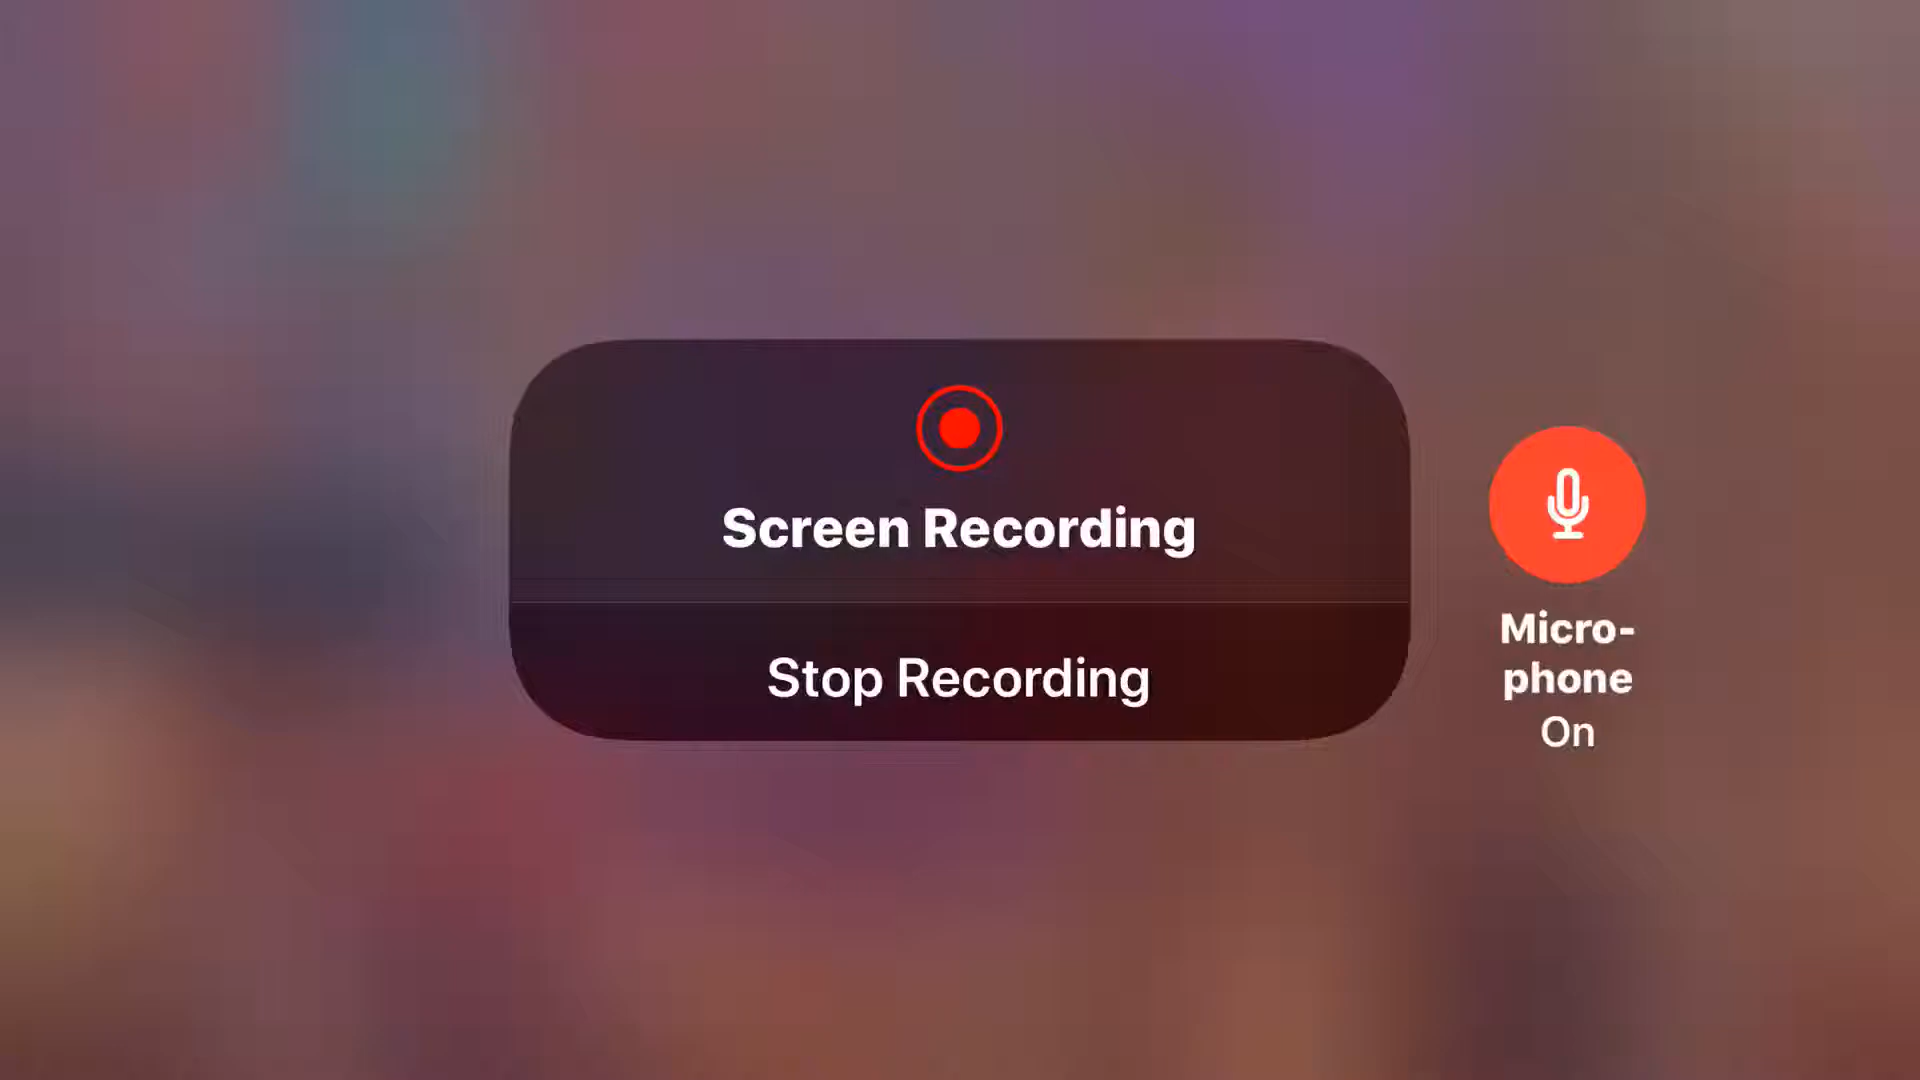 Screen Recording
Stop Recording
Micro-
phone
On